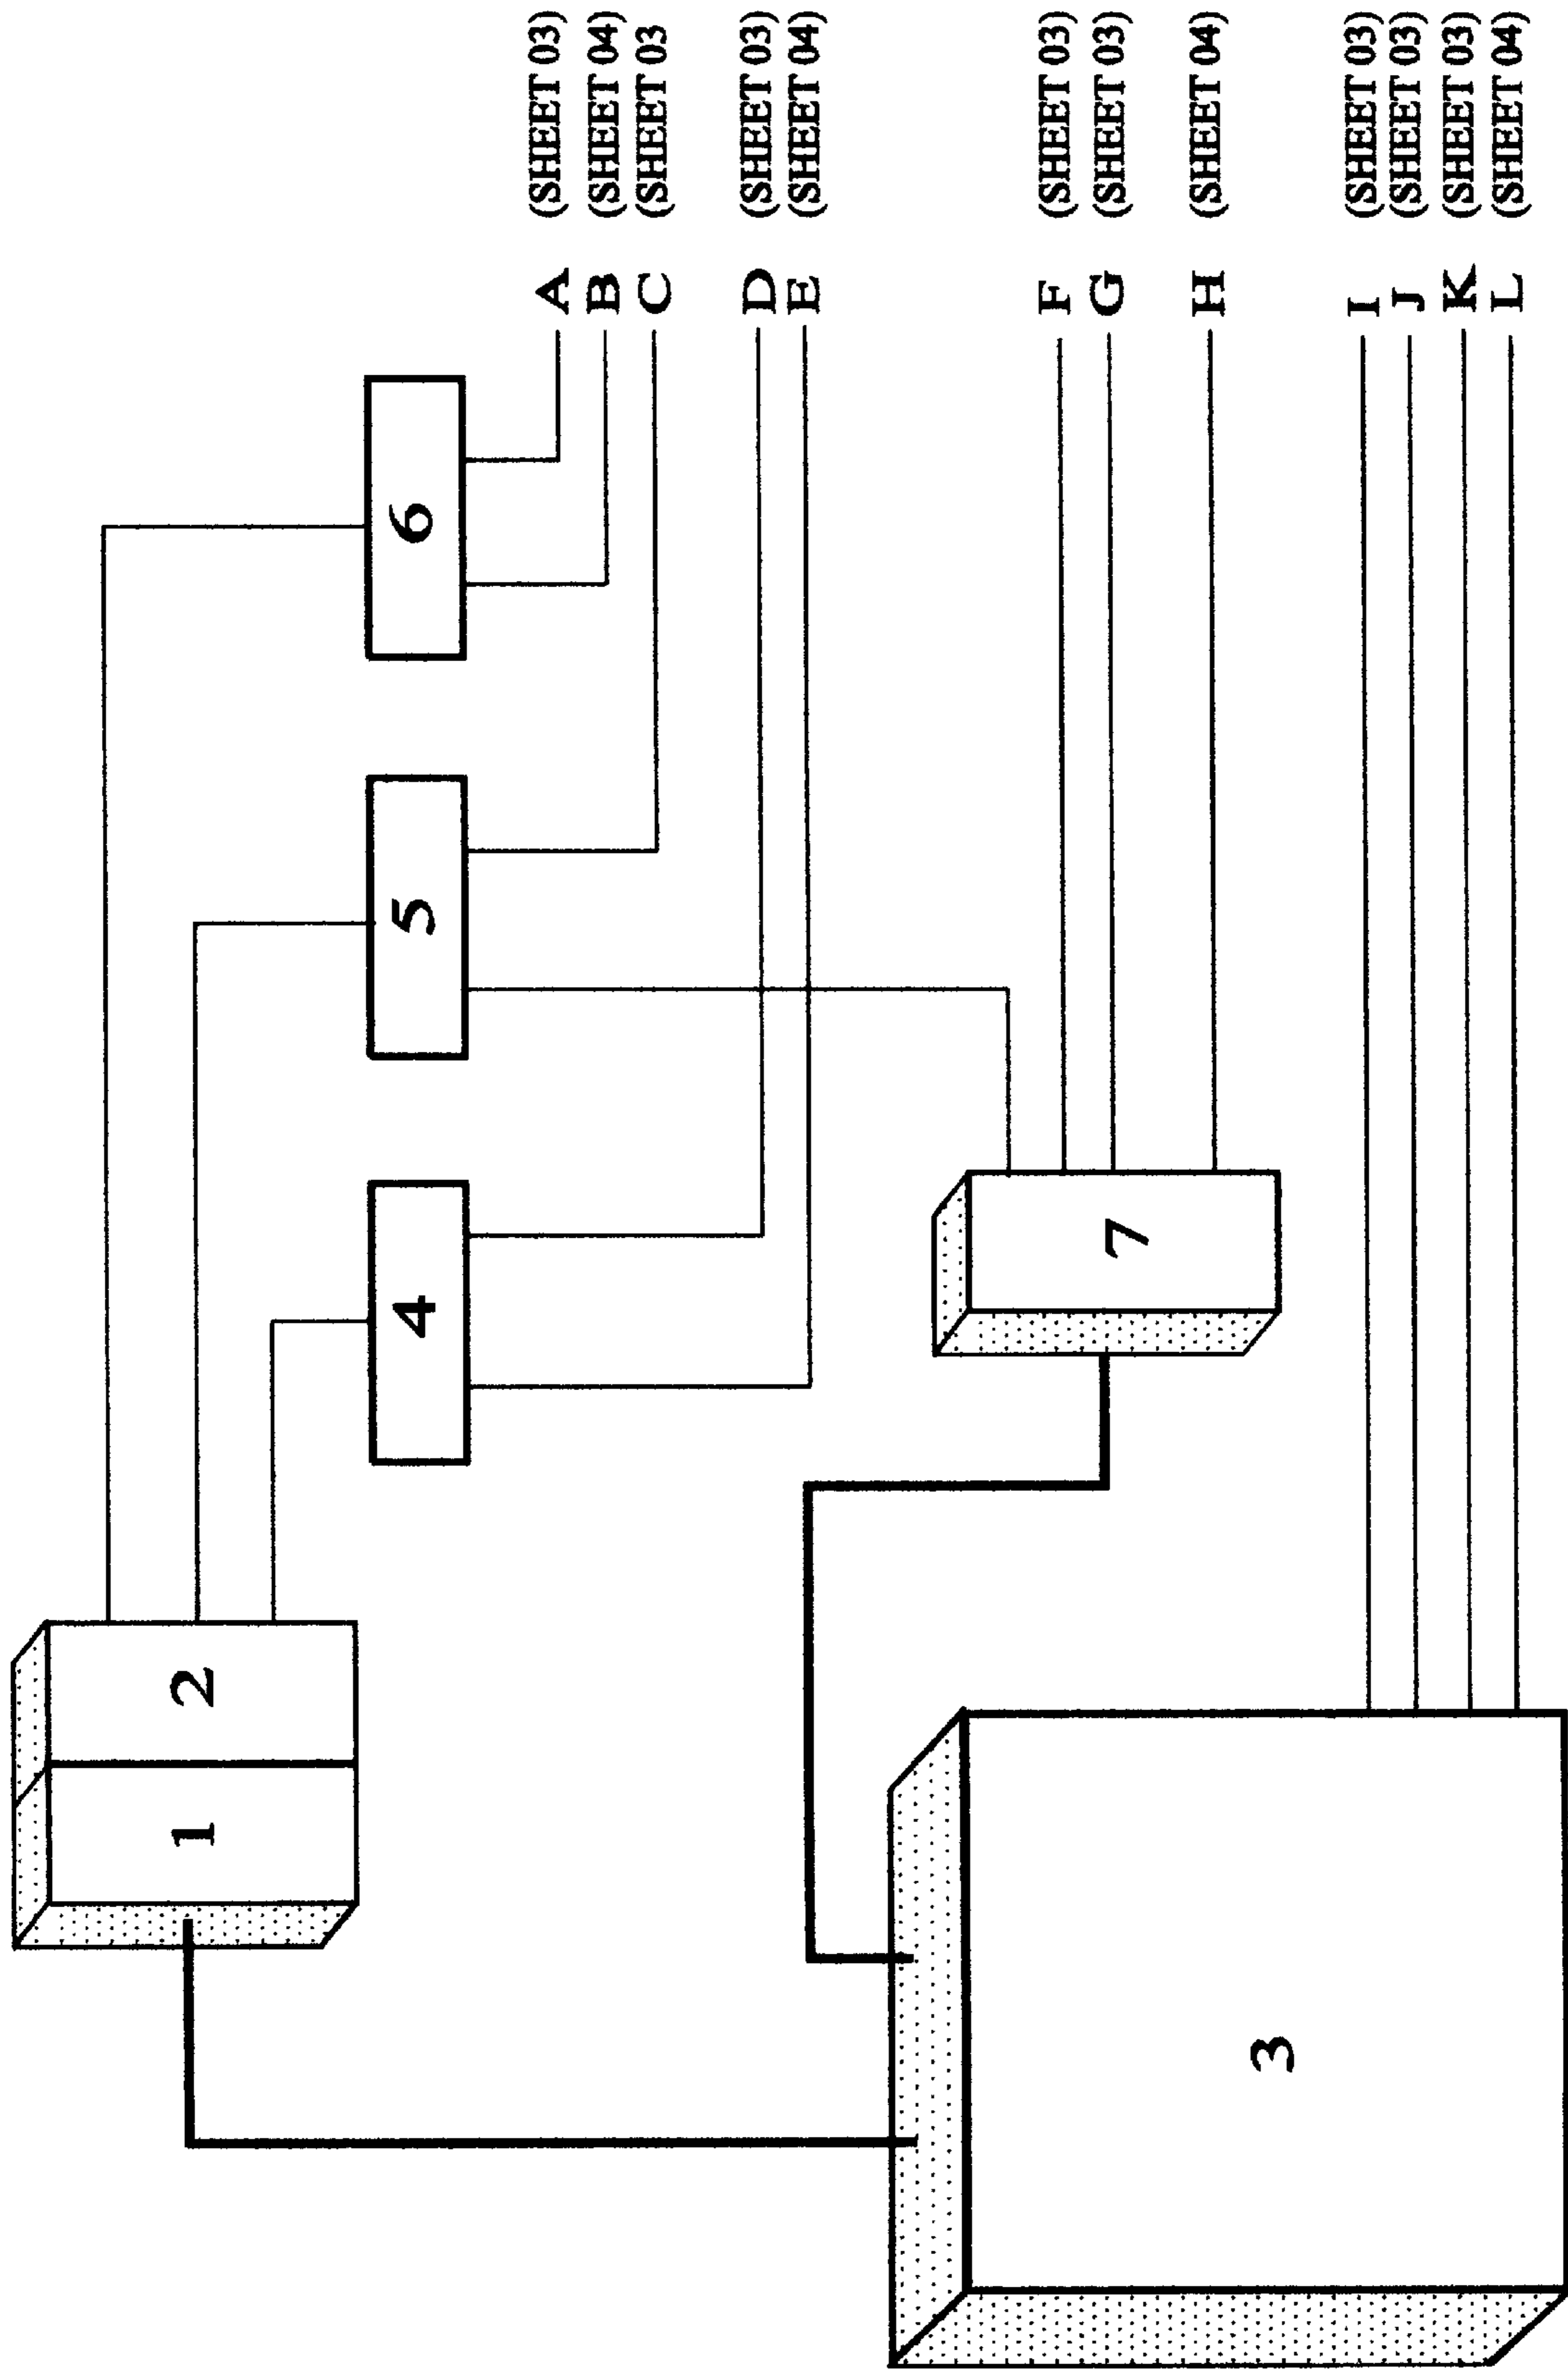 1 2
4 5 6
A (SHEET 03)
B (SHEET 04)
C (SHEET 03
D (SHEET 03)
E (SHEET 04)
F (SHEET 03)
G (SHEET 03)
7
H (SHEET 04)
3
I (SHEET 03)
J (SHEET 03)
K (SHEET 03)
L (SHEET 04)